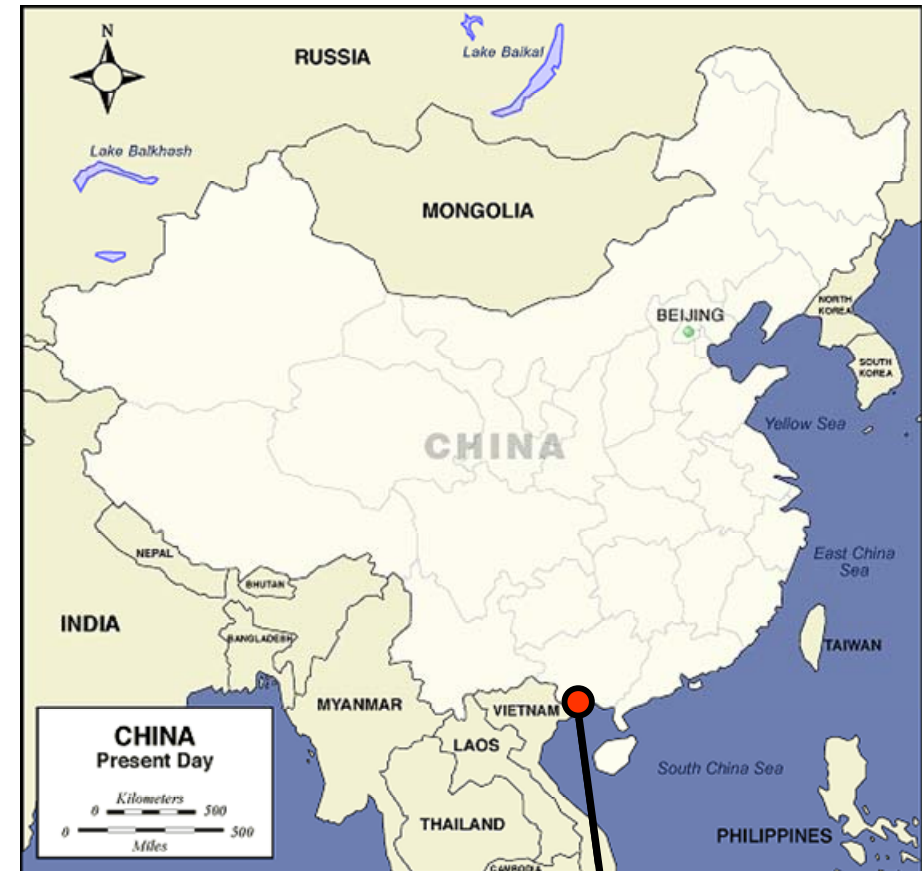 N
RUSSIA
Lake Baikal
Lake Balkhash
MONGOLIA
BEIJING
NORTH
KOREA
SOUTH
KOREA
CHINA
Yellow Sea
NEPAL
BHUTAN
East China
Sea
INDIA
BANGLADESH
TAIWAN
MYANMAR
VIETNAM
LAOS
CHINA
Present Day
South China Sea
Kilometers
0 500
0 500
Miles
THAILAND
PHILIPPINES
CAMBODIA